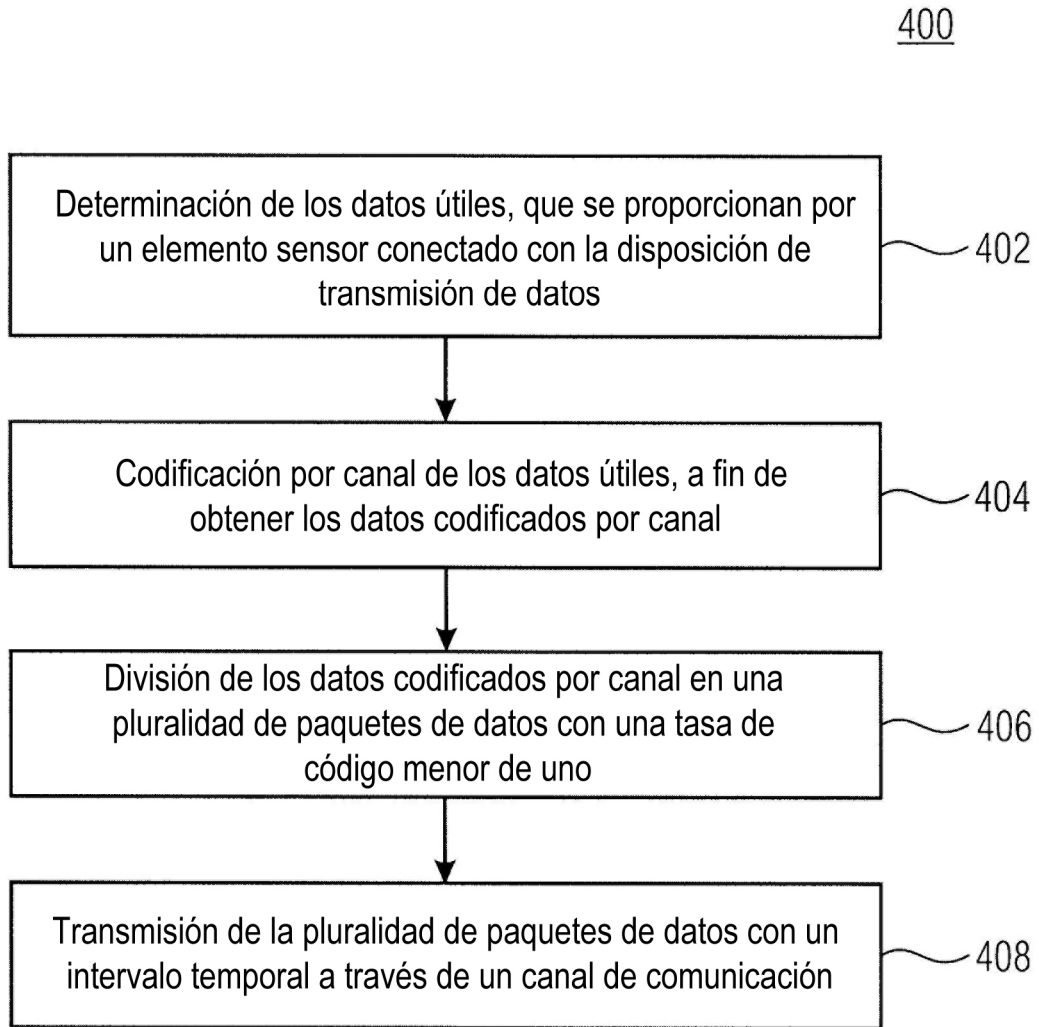 400
Determinación de los datos útiles, que se proporcionan por
un elemento sensor conectado con la disposición de
transmisión de datos
402
Codificación por canal de los datos útiles, a fin de
obtener los datos codificados por canal
404
División de los datos codificados por canal en una
pluralidad de paquetes de datos con una tasa de
código menor de uno
406
Transmisión de la pluralidad de paquetes de datos con un
intervalo temporal a través de un canal de comunicación
408